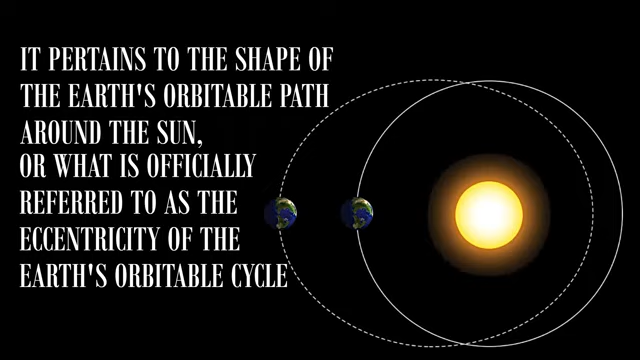 IT PERTAINS TO THE SHAPE OF
THE EARTH'S ORBITABLE PATH
AROUND THE SUN,
OR WHAT IS OFFICIALLY
REFERRED TO AS THE
ECCENTRICITY OF THE
EARTH'S ORBITABLE CYCLE